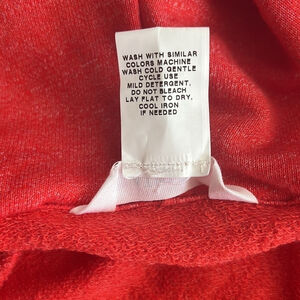 WASH WITH SIMILAR
COLORS MACHINE
WASH COLD GENTLE
CYCLE USE
MILD DETERGENT.
DO NOT BLEACH
LAY FLAT TO DRY,
COOL IRON
IF NEEDED